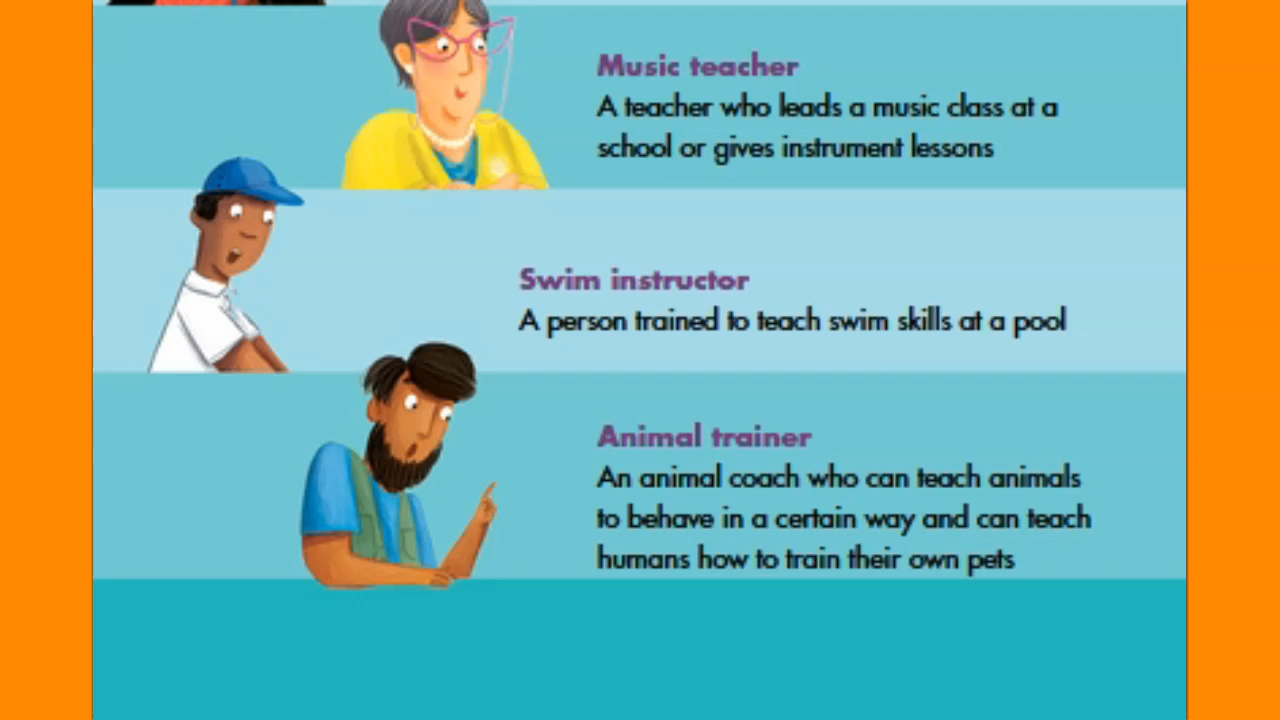 Music teacher
A teacher who leads a music class at a
school or gives instrument lessons
Swim instructor
A person trained to teach swim skills at a pool
Animal trainer
An animal coach who can teach animals
to behave in a certain way and can teach
humans how to train their own pets